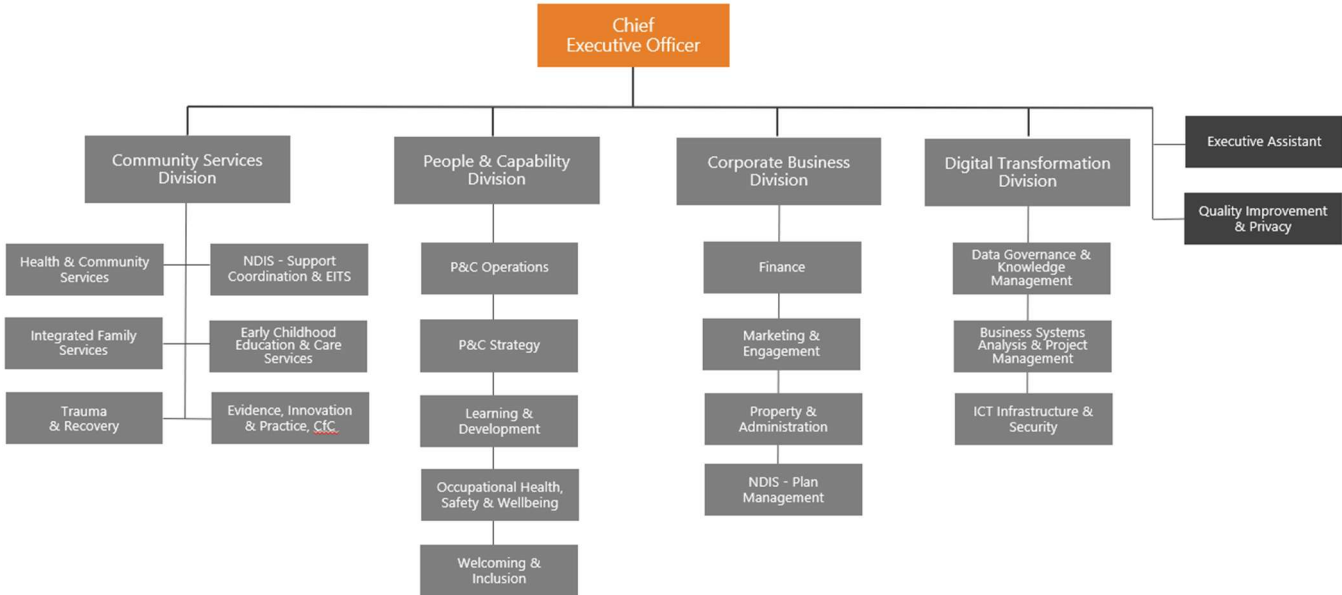 Chief
Executive Officer
Community Services
Division
People & Capability
Division
Corporate Business
Division
Digital Transformation
Division
Executive Assistant
Quality Improvement
& Privacy
Health & Community
Services
NDIS - Support
Coordination & EITS
Integrated Family
Services
Early Childhood
Education & Care
Services
Trauma
& Recovery
Evidence, Innovation
& Practice, CfC
P&C Operations
P&C Strategy
Learning &
Development
Occupational Health,
Safety & Wellbeing
Welcoming &
Inclusion
Finance
Marketing &
Engagement
Property &
Administration
NDIS - Plan
Management
Data Governance &
Knowledge
Management
Business Systems
Analysis & Project
Management
ICT Infrastructure &
Security